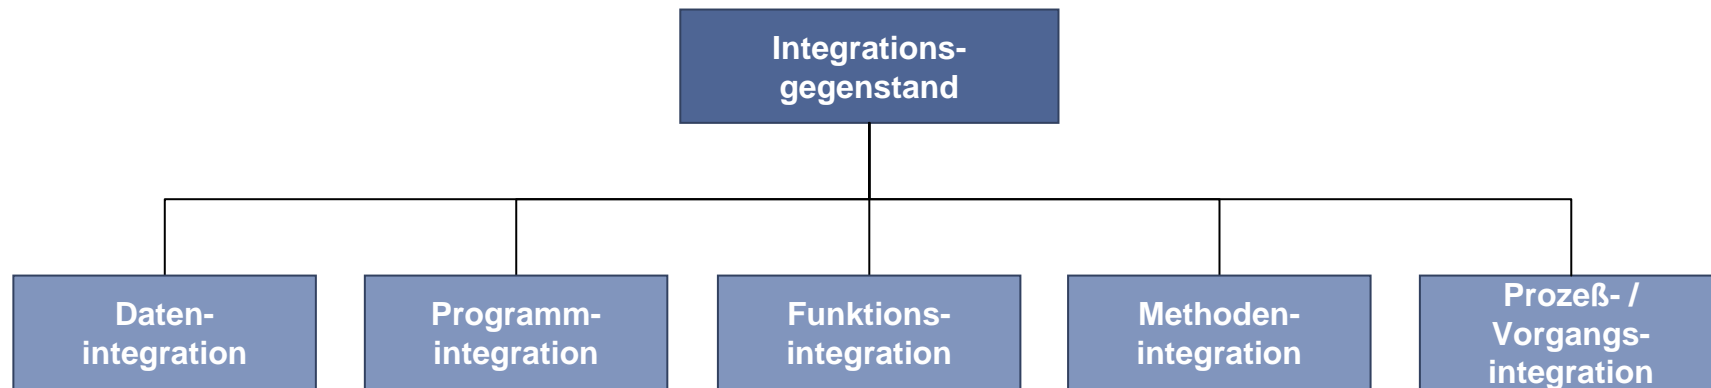 Integrations-
gegenstand
Daten-
integration
Programm-
integration
Funktions-
integration
Methoden-
integration
Prozeß- /
Vorgangs-
integration